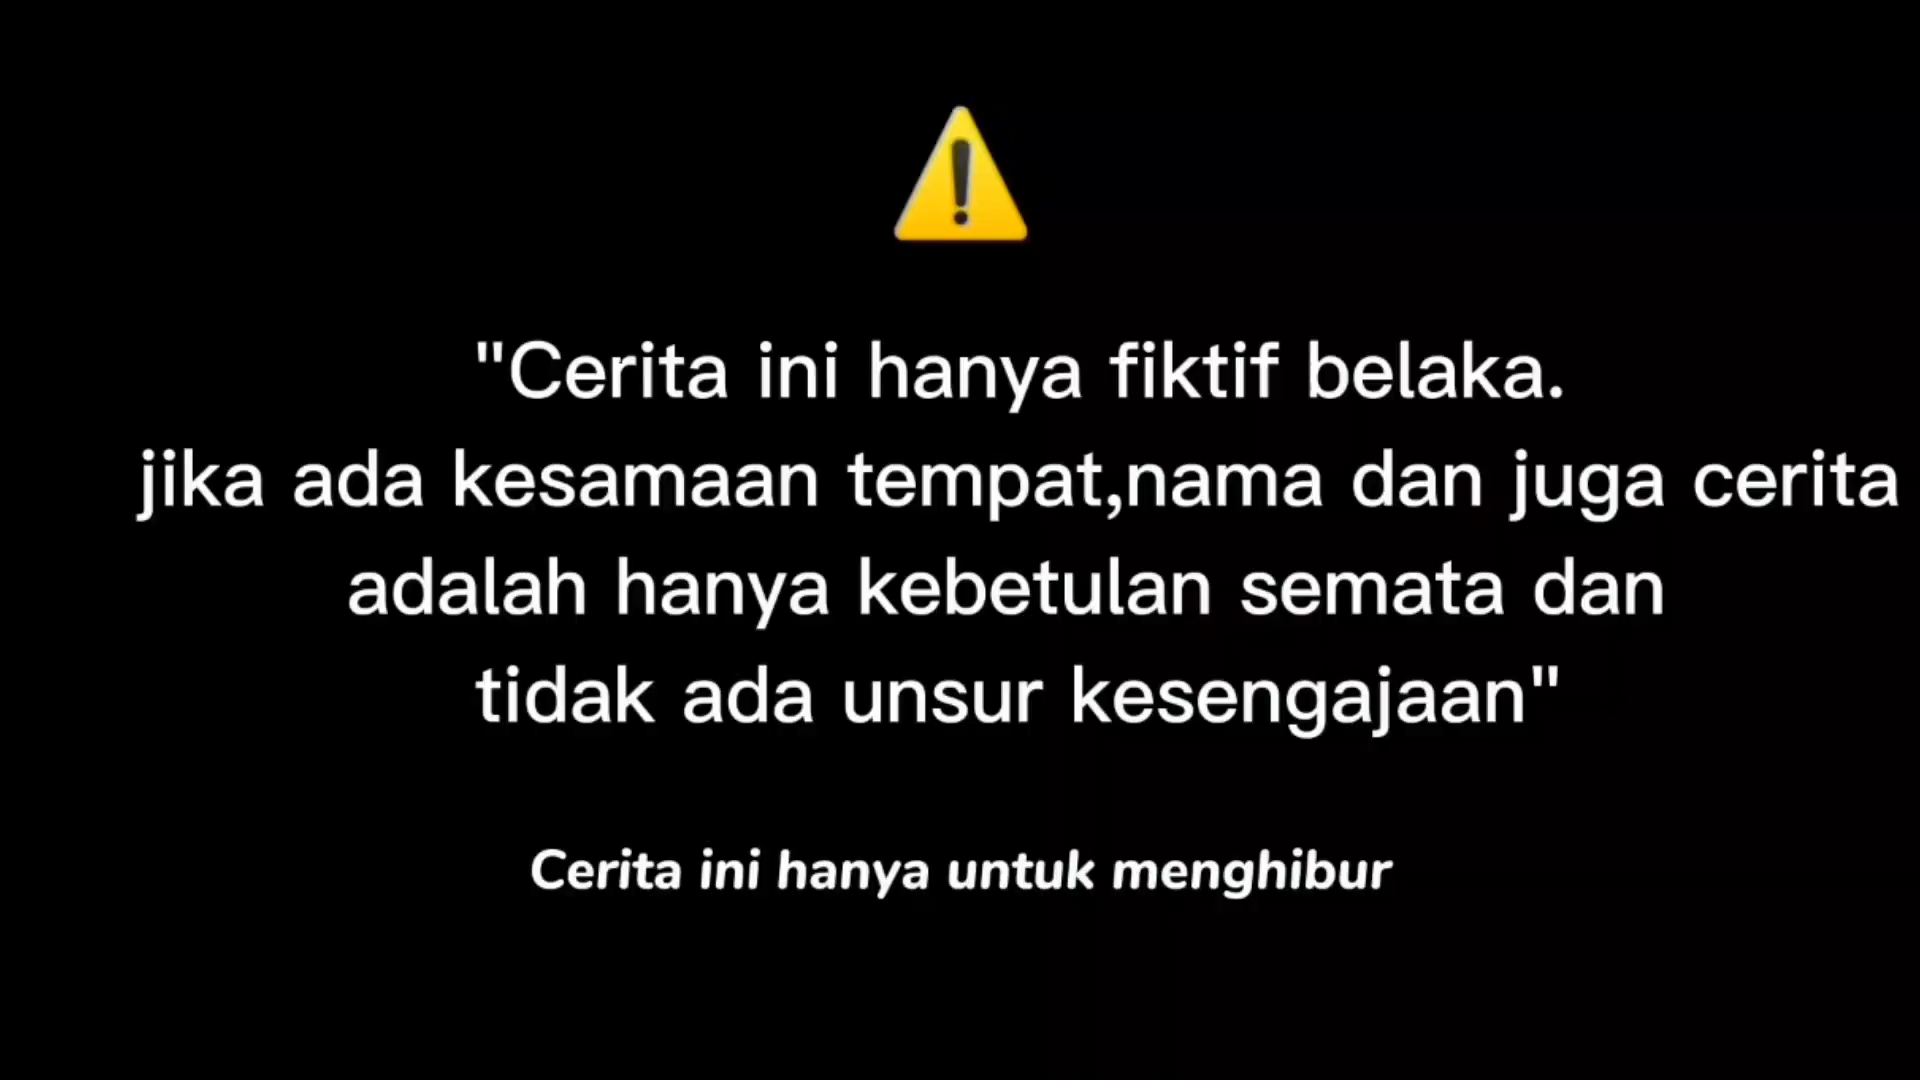 "Cerita ini hanya fiktif belaka.
jika ada kesamaan tempat,nama dan juga cerita
adalah hanya kebetulan semata dan
tidak ada unsur kesengajaan"
Cerita ini hanya untuk menghibur